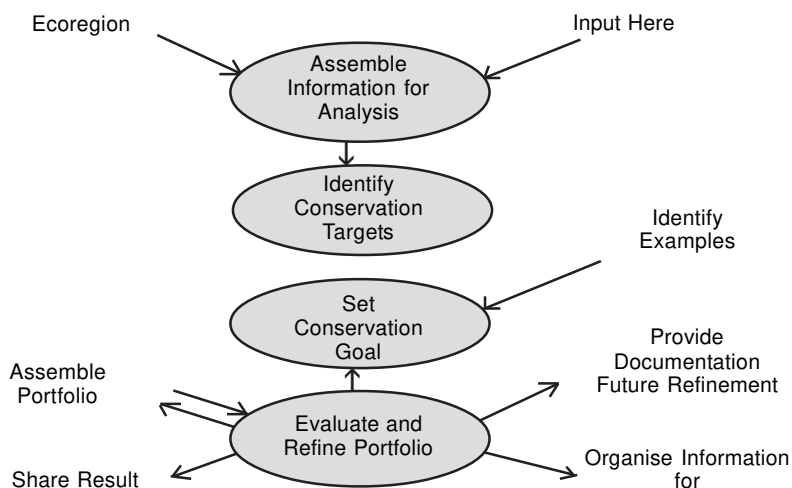 Ecoregion
Input Here
Assemble
Information for
Analysis
Identify
Conservation
Targets
Identify
Examples
Set
Conservation
Goal
Provide
Documentation
Future Refinement
Assemble
Portfolio
Evaluate and
Refine Portfolio
Share Result
Organise Information
for